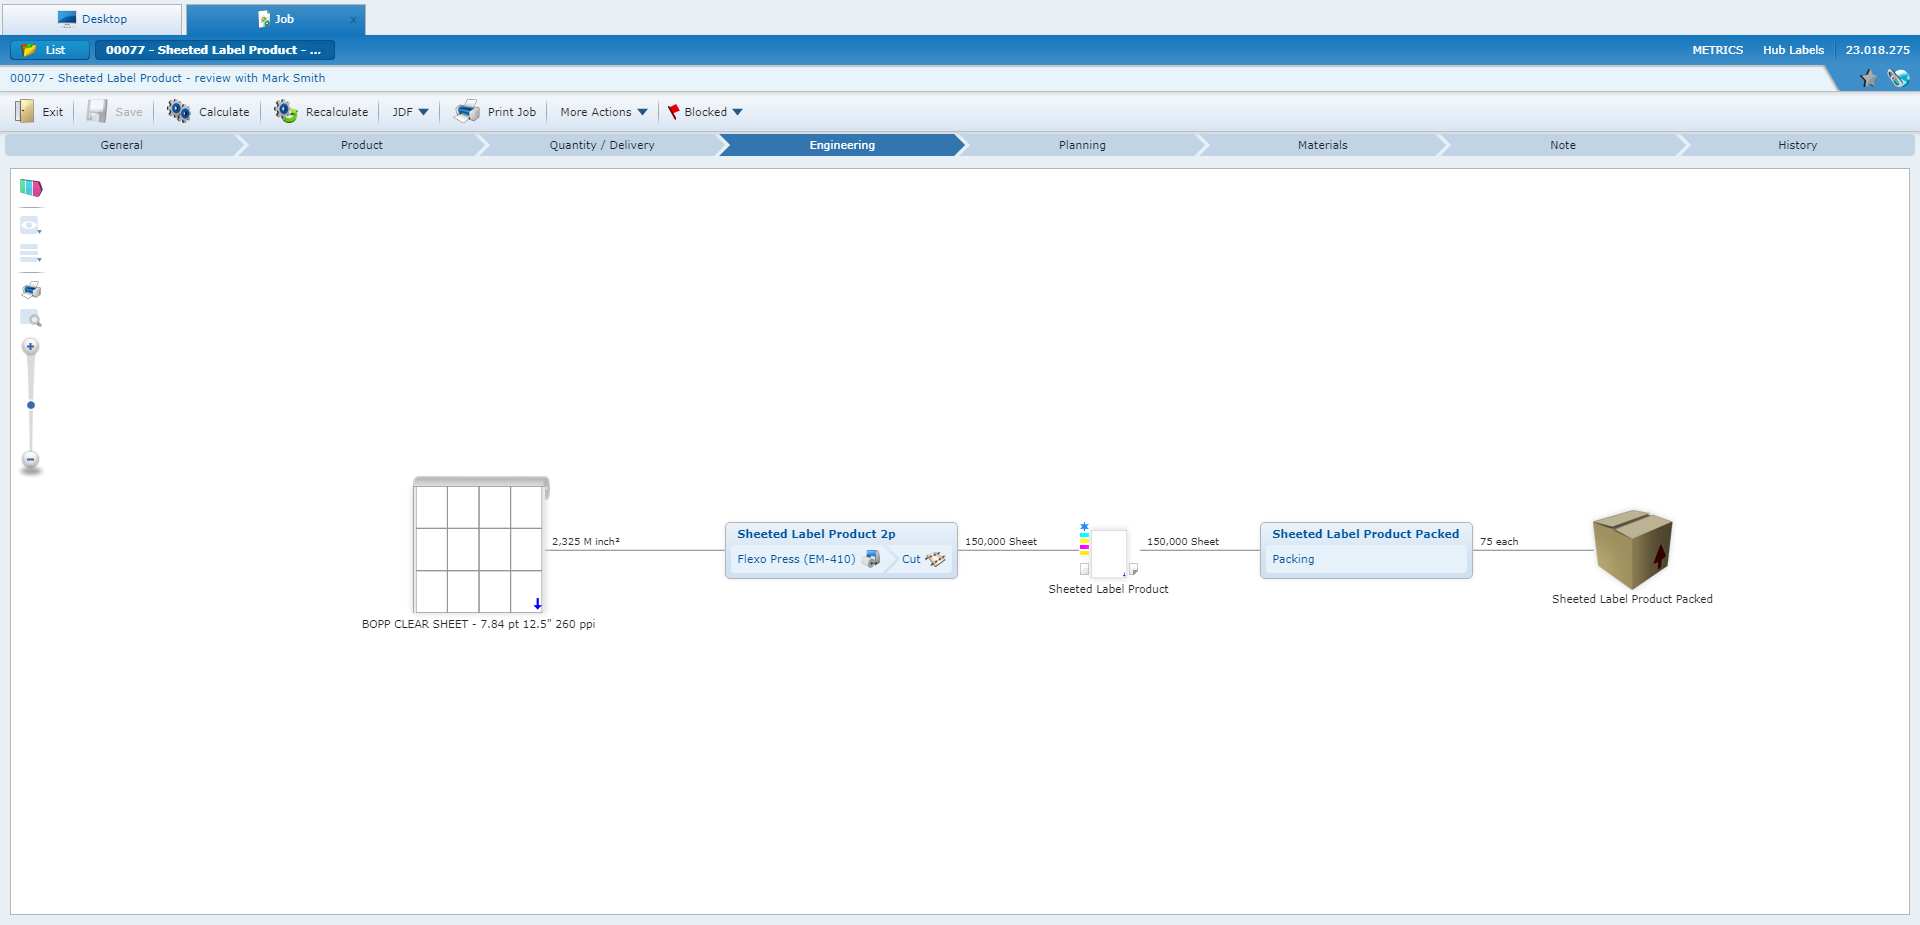 Desktop
Job
x
List
00077 - Sheeted Label Product - ...
METRICS
Hub Labels
23.018.275
00077 - Sheeted Label Product - review with Mark Smith
Exit
Save
Calculate
Recalculate
JDF
Print Job
More Actions
Blocked
General
Product
Quantity / Delivery
Engineering
Planning
Materials
Note
History
2,325 M inch²
BOPP CLEAR SHEET - 7.84 pt 12.5" 260 ppi
Sheeted Label Product 2p
Flexo Press (EM-410)
Cut
150,000 Sheet
Sheeted Label Product
150,000 Sheet
Sheeted Label Product Packed
Packing
75 each
Sheeted Label Product Packed